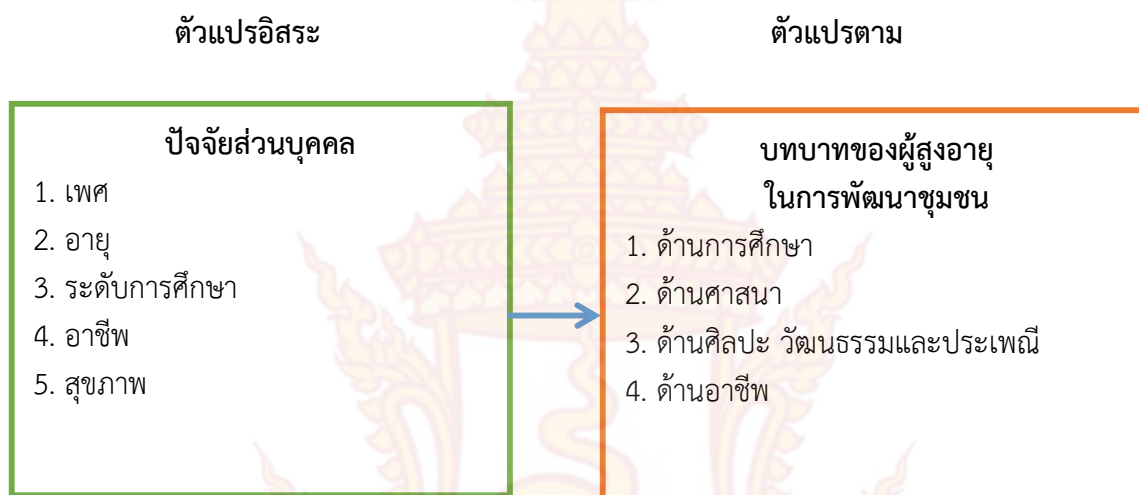 ตัวแปรอิสระ
ตัวแปรตาม
ปัจจัยส่วนบุคคล
1. เพศ
2. อายุ
3. ระดับการศึกษา
4. อาชีพ
5. สุขภาพ
บทบาทของผู้สูงอายุ
ในการพัฒนาชุมชน
1. ด้านการศึกษา
2. ด้านศาสนา
3. ด้านศิลปะ วัฒนธรรมและประเพณี
4. ด้านอาชีพ